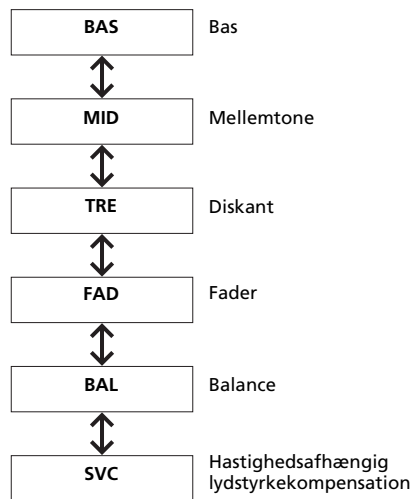 BAS Bas
MID Mellemtone
TRE Diskant
FAD Fader
BAL Balance
SVC Hastighedsafhængig
lydstyrkekompensation